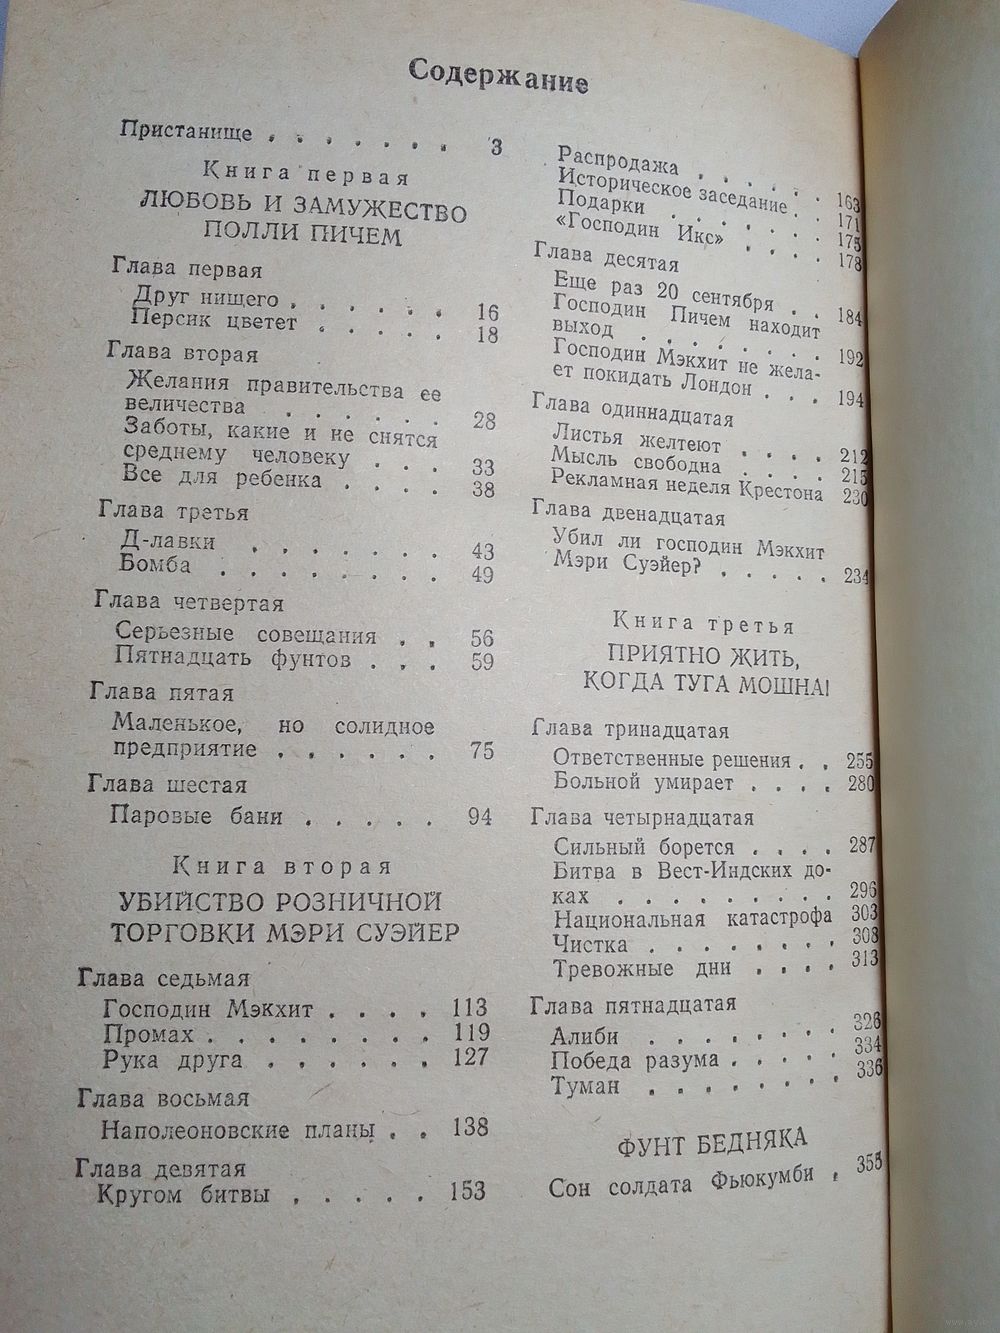 Содержание
Пристанище . . . . . . . 3
Книга первая
ЛЮБОВЬ И ЗАМУЖЕСТВО
ПОЛЛИ ПИЧЕМ
Глава первая
Друг нищего . . . . . . 16
Персик цветет . . . . . 18
Глава вторая
Желания правительства ее
величества . . . . . . 28
Заботы, какие и не снятся
среднему человеку . . . 33
Все для ребенка . . . . 38
Глава третья
Д-лавки . . . . . . . 43
Бомба . . . . . . . . 49
Глава четвертая
Серьезные совещания . . 56
Пятнадцать фунтов . . . 59
Глава пятая
Маленькое, но солидное
предприятие . . . . . . 75
Глава шестая
Паровые бани . . . . . 94
Книга вторая
УБИЙСТВО РОЗНИЧНОЙ
ТОРГОВКИ МЭРИ СУЭЙЕР
Глава седьмая
Господин Мэкхит . . . . 113
Промах . . . . . . . . 119
Рука друга . . . . . . 127
Глава восьмая
Наполеоновские планы . . 138
Глава девятая
Кругом битвы . . . . . 153
Распродажа . . . . . . 163
Историческое заседание . . 171
Подарки . . . . . . . 175
«Господин Икс» . . . . 178
Глава десятая
Еще раз 20 сентября . . 184
Господин Пичем находит
выход . . . . . . . . 192
Господин Мэкхит не жела-
ет покидать Лондон . . . 194
Глава одиннадцатая
Листья желтеют . . . . 212
Мысль свободна . . . . 215
Рекламная неделя Крестона 230
Глава двенадцатая
Убил ли господин Мэкхит
Мэри Суэйер? . . . . . 234
Книга третья
ПРИЯТНО ЖИТЬ,
КОГДА ТУГА МОШНА!
Глава тринадцатая
Ответственные решения . . 255
Больной умирает . . . . 280
Глава четырнадцатая
Сильный борется . . . . 287
Битва в Вест-Индских до-
ках . . . . . . . . . 296
Национальная катастрофа 303
Чистка . . . . . . . . 308
Тревожные дни . . . . 313
Глава пятнадцатая
Алиби . . . . . . . . 326
Победа разума . . . . . 334
Туман . . . . . . . . 336
ФУНТ БЕДНЯКА
Сон солдата Фьюкумби . 355